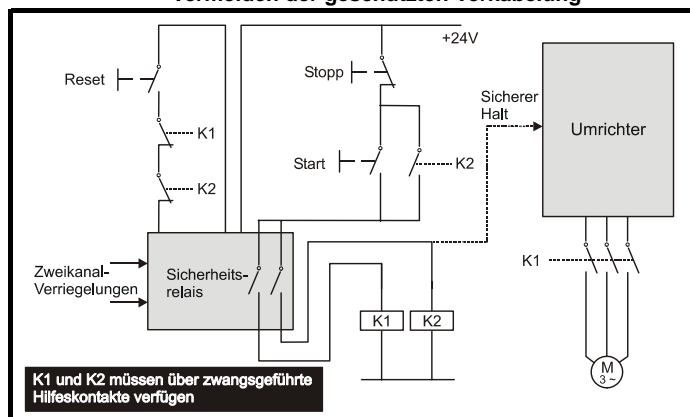 Vermeiden der geschützten Verkabelung
+24V
Reset
Stopp
Sicherer
Halt
Umrichter
K1
Start
K2
K2
K1
Zweikanal-
Verriegelungen
Sicherheits-
relais
K1
K2
M
3 ~
K1 und K2 müssen über zwangsgeführte
Hilfeskontakte verfügen